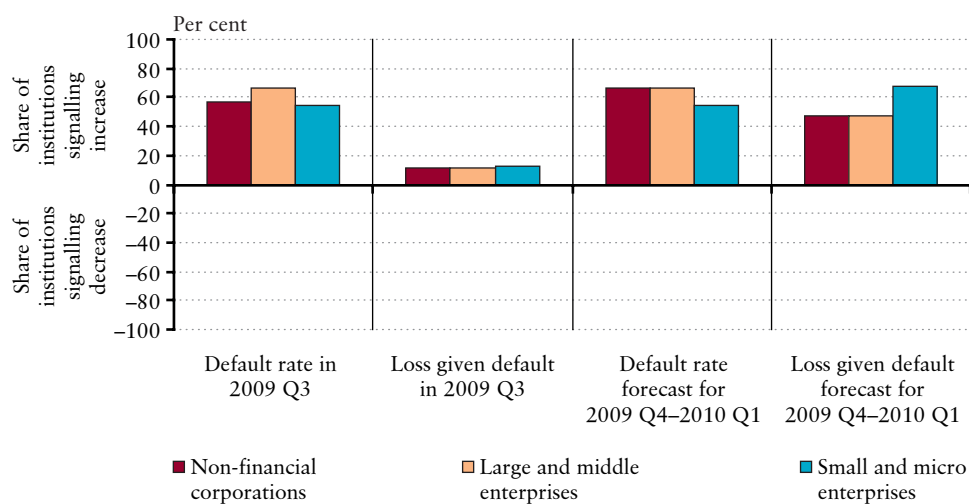 Per cent
Share of
institutions
signalling
increase
Share of
institutions
signalling
decrease
100
80
60
40
20
0
–20
–40
–60
–80
–100
Default rate in
2009 Q3
Loss given default
in 2009 Q3
Default rate
forecast for
2009 Q4–2010 Q1
Loss given default
forecast for
2009 Q4–2010 Q1
Non-financial
corporations
Large and middle
enterprises
Small and micro
enterprises